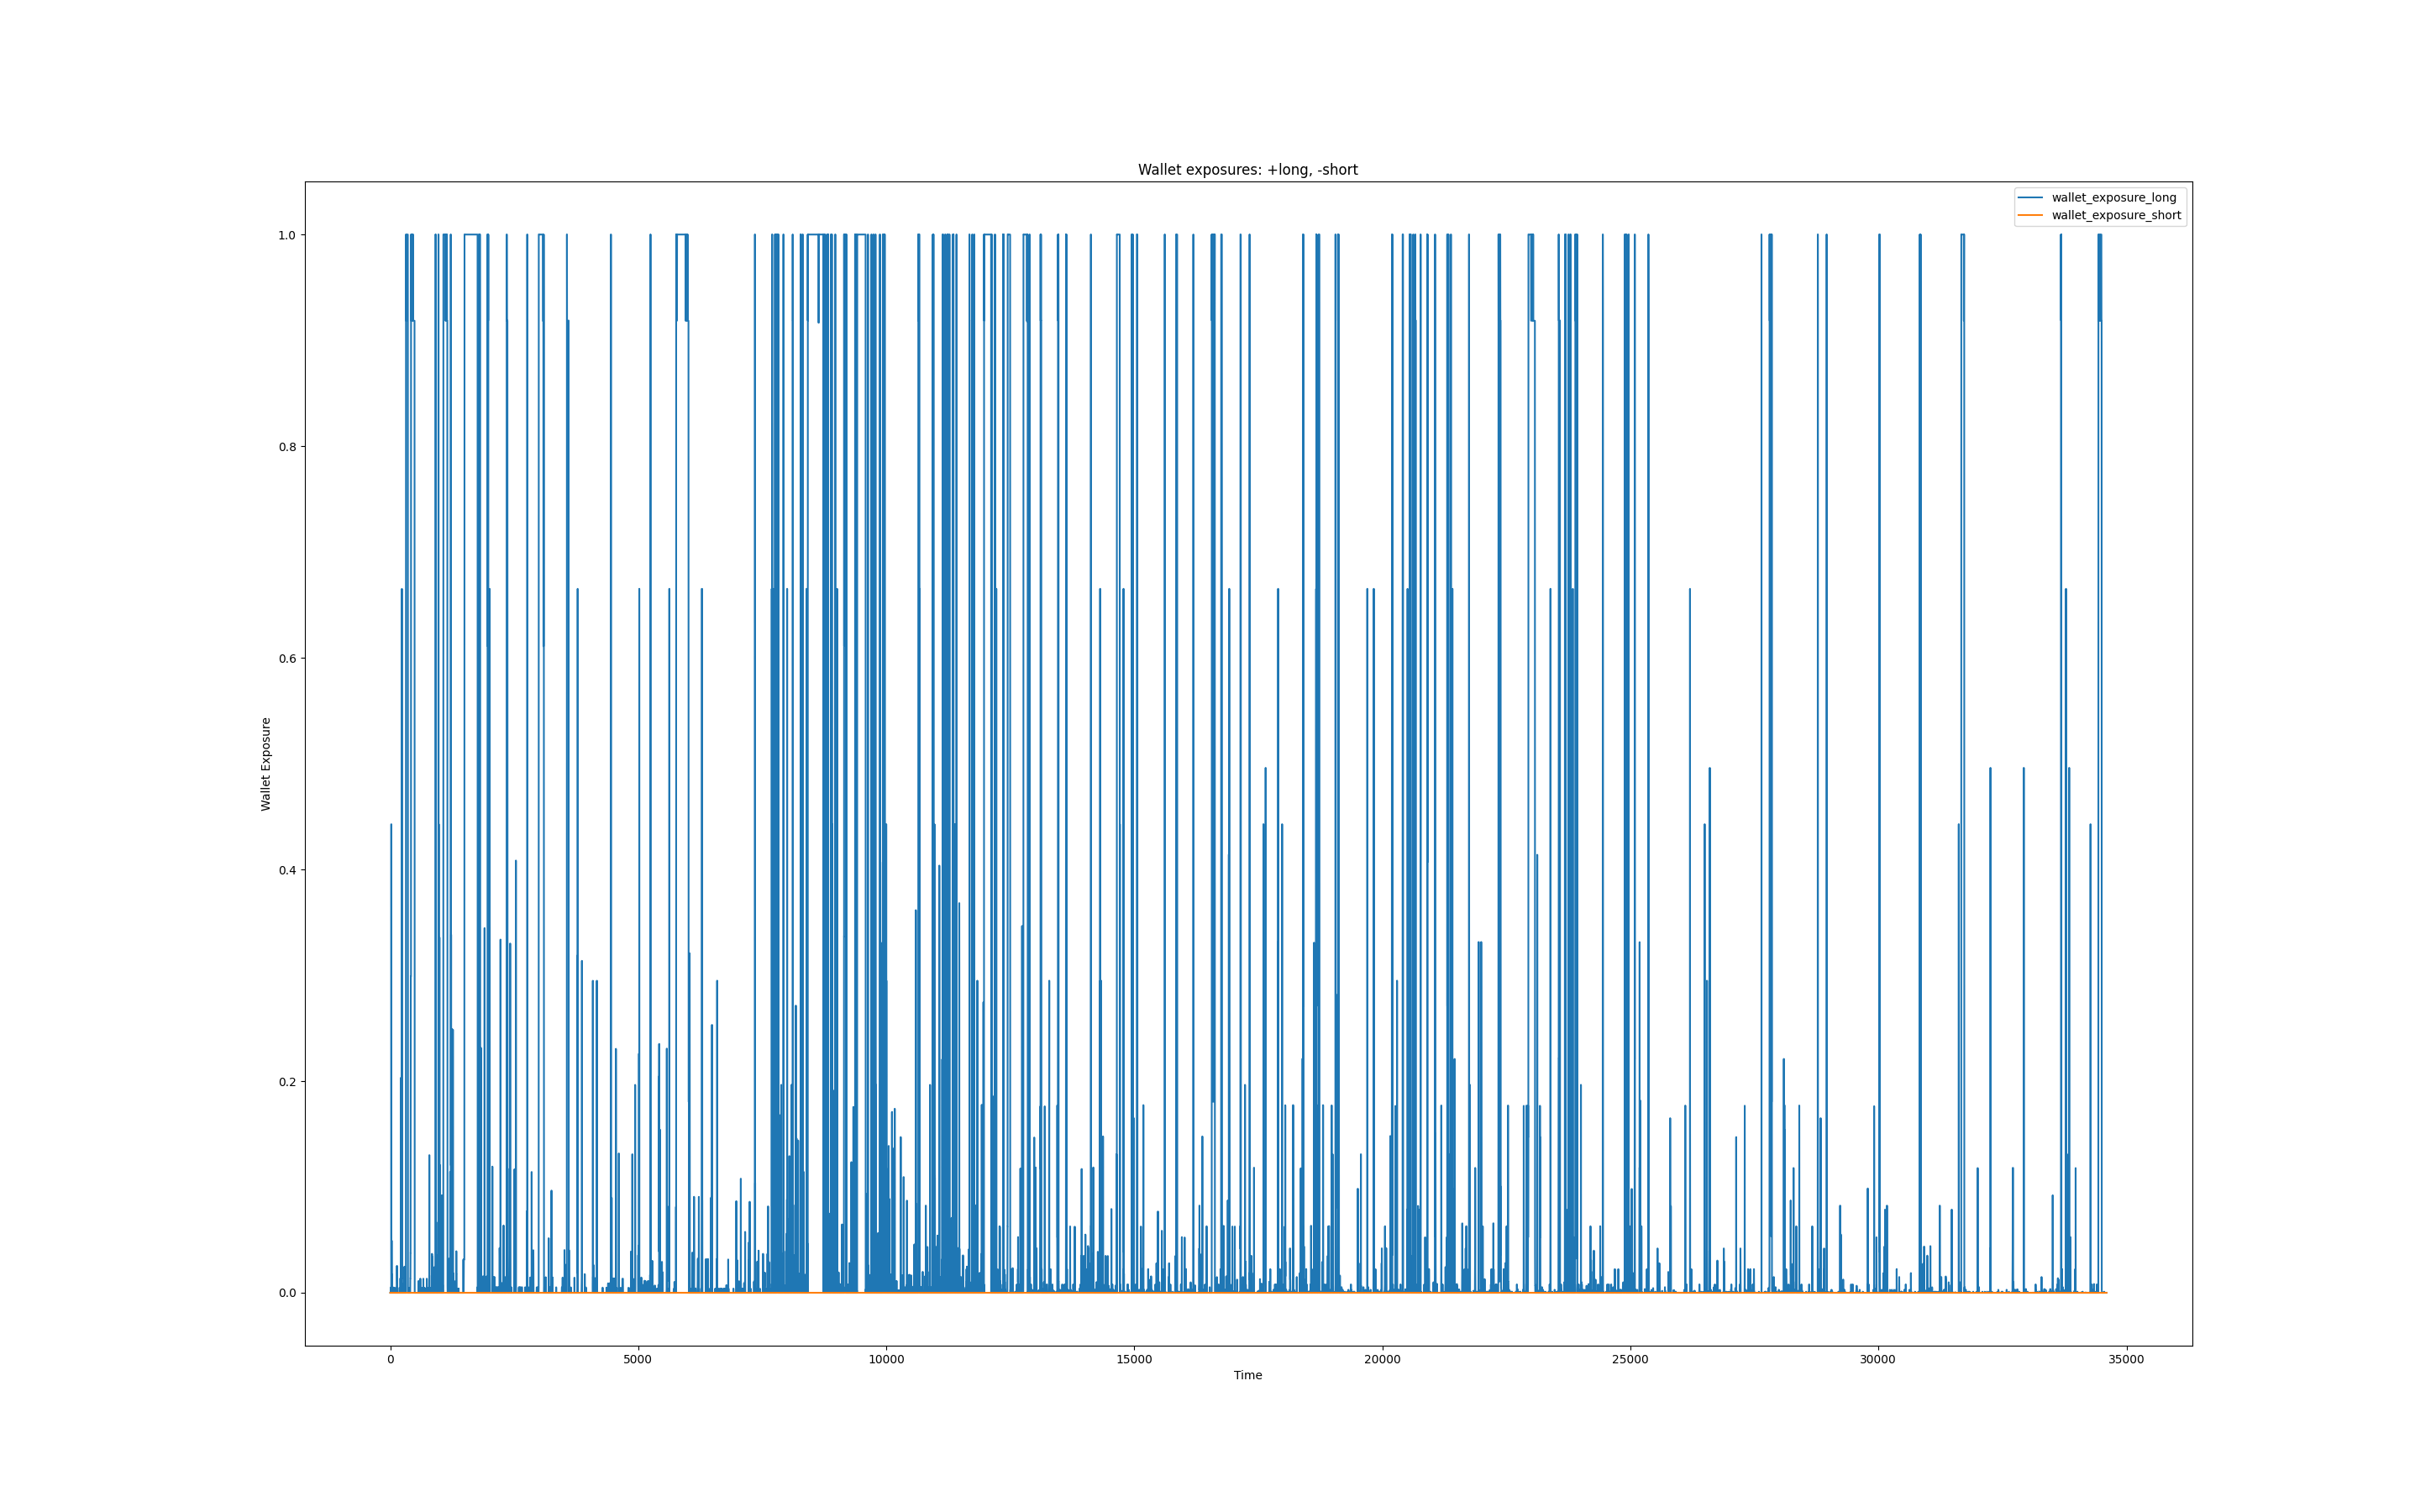 Wallet exposures: +long, -short
wallet_exposure_long
wallet_exposure_short
1.0
0.8
0.6
0.4
0.2
0.0
Wallet Exposure
0 5000 10000 15000 20000 25000 30000 35000
Time